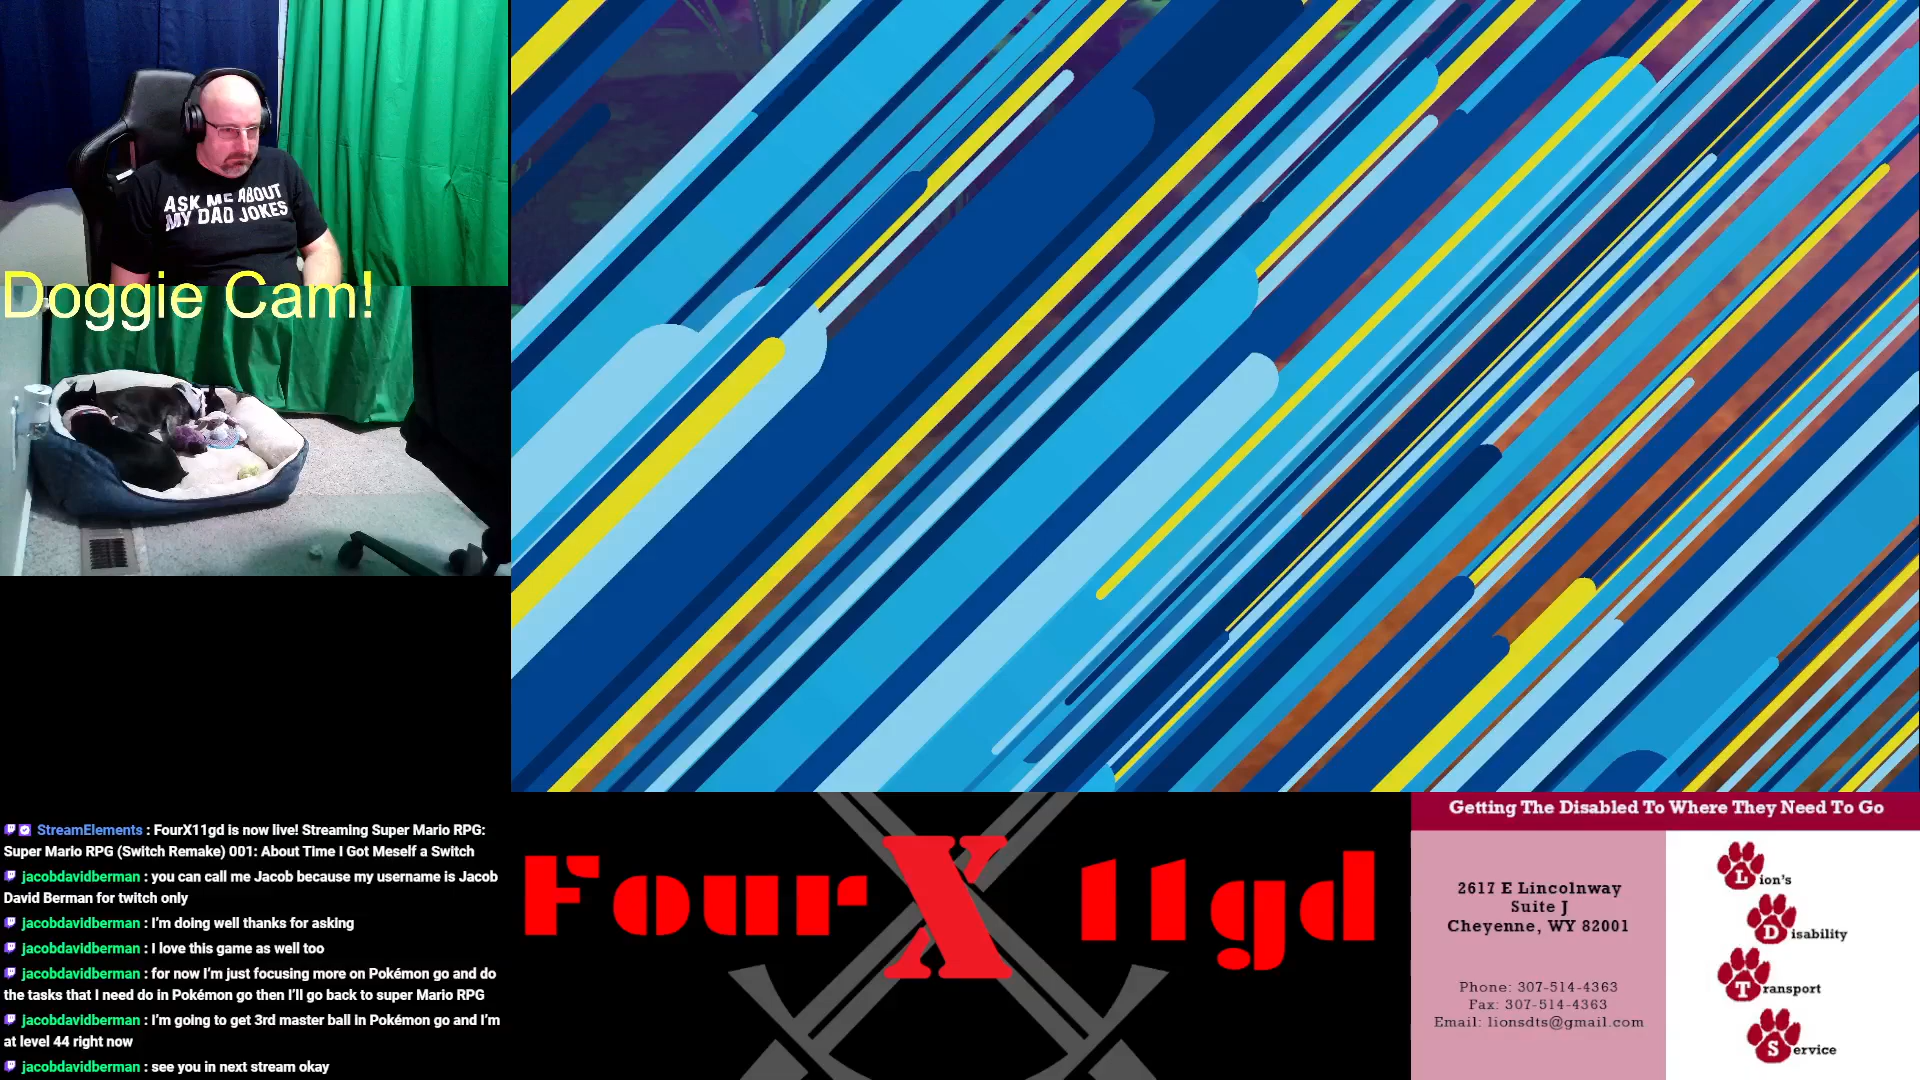 ASK ME ABOUT
MY DAD JOKES
Doggie Cam!
StreamElements : FourX11gd is now live! Streaming Super Mario RPG:
Super Mario RPG (Switch Remake) 001: About Time I Got Meself a Switch
jacobdavidberman : you can call me Jacob because my username is Jacob
David Berman for twitch only
jacobdavidberman : I'm doing well thanks for asking
jacobdavidberman : I love this game as well too
jacobdavidberman : for now I'm just focusing more on Pokémon go and do
the tasks that I need do in Pokémon go then I'll go back to super Mario RPG
jacobdavidberman : I'm going to get 3rd master ball in Pokémon go and I'm
at level 44 right now
jacobdavidberman : see you in next stream okay
FourX11gd
Getting The Disabled To Where They Need To Go
2617 E Lincolnway
Suite J
Cheyenne, WY 82001
Phone: 307-514-4363
Fax: 307-514-4363
Email: lionsdts@gmail.com
Lion's
Disability
Transport
Service